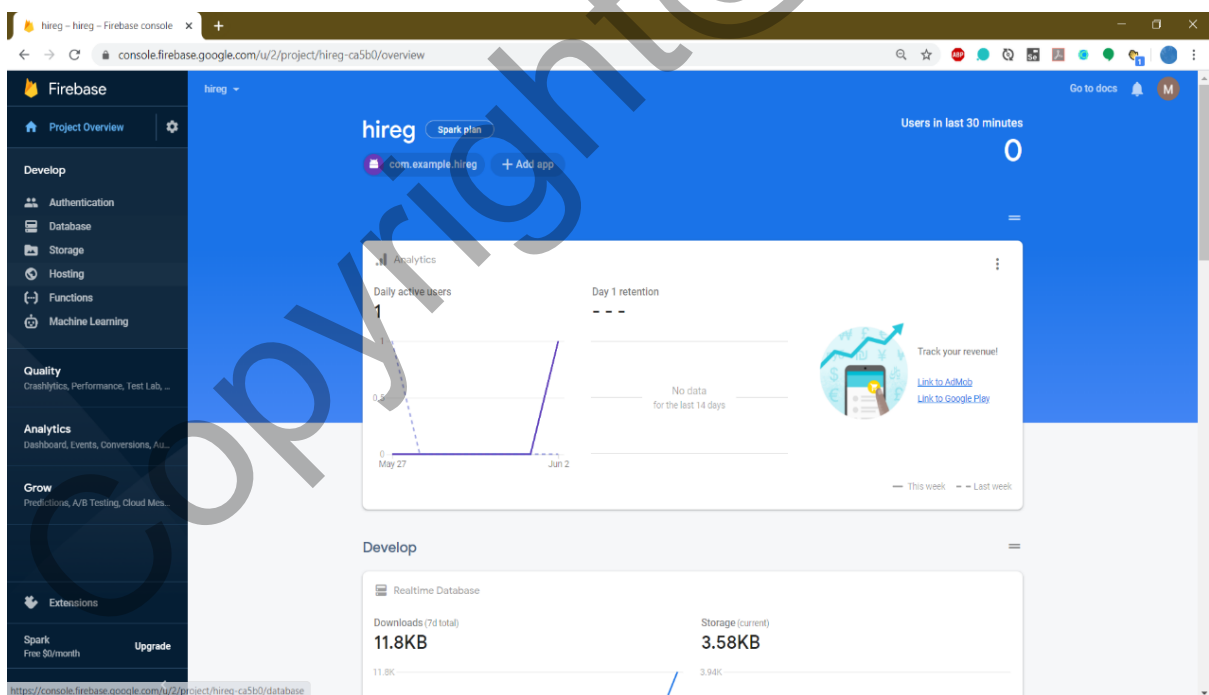 hireg – hireg – Firebase console
console.firebase.google.com/u/2/project/hireg-ca5b0/overview
ABP
Se
1
Firebase
hireg
Go to docs
M
Project Overview
Develop
Authentication
Database
Storage
Hosting
Functions
Machine Learning
Quality
Crashlytics, Performance, Test Lab, ...
Analytics
Dashboard, Events, Conversions, Au...
Grow
Predictions, A/B Testing, Cloud Mes...
Extensions
Spark
Free $0/month
Upgrade
https://console.firebase.google.com/u/2/project/hireg-ca5b0/database
hireg
Spark plan
com.example.hireg
+ Add app
Users in last 30 minutes
0
Analytics
Daily active users
1
Day 1 retention
- - -
1
0.5
0
May 27
Jun 2
No data
for the last 14 days
Track your revenue!
Link to AdMob
Link to Google Play
This week
Last week
Develop
Realtime Database
Downloads (7d total)
11.8KB
11.8K
Storage (current)
3.58KB
3.94K
Copyright@